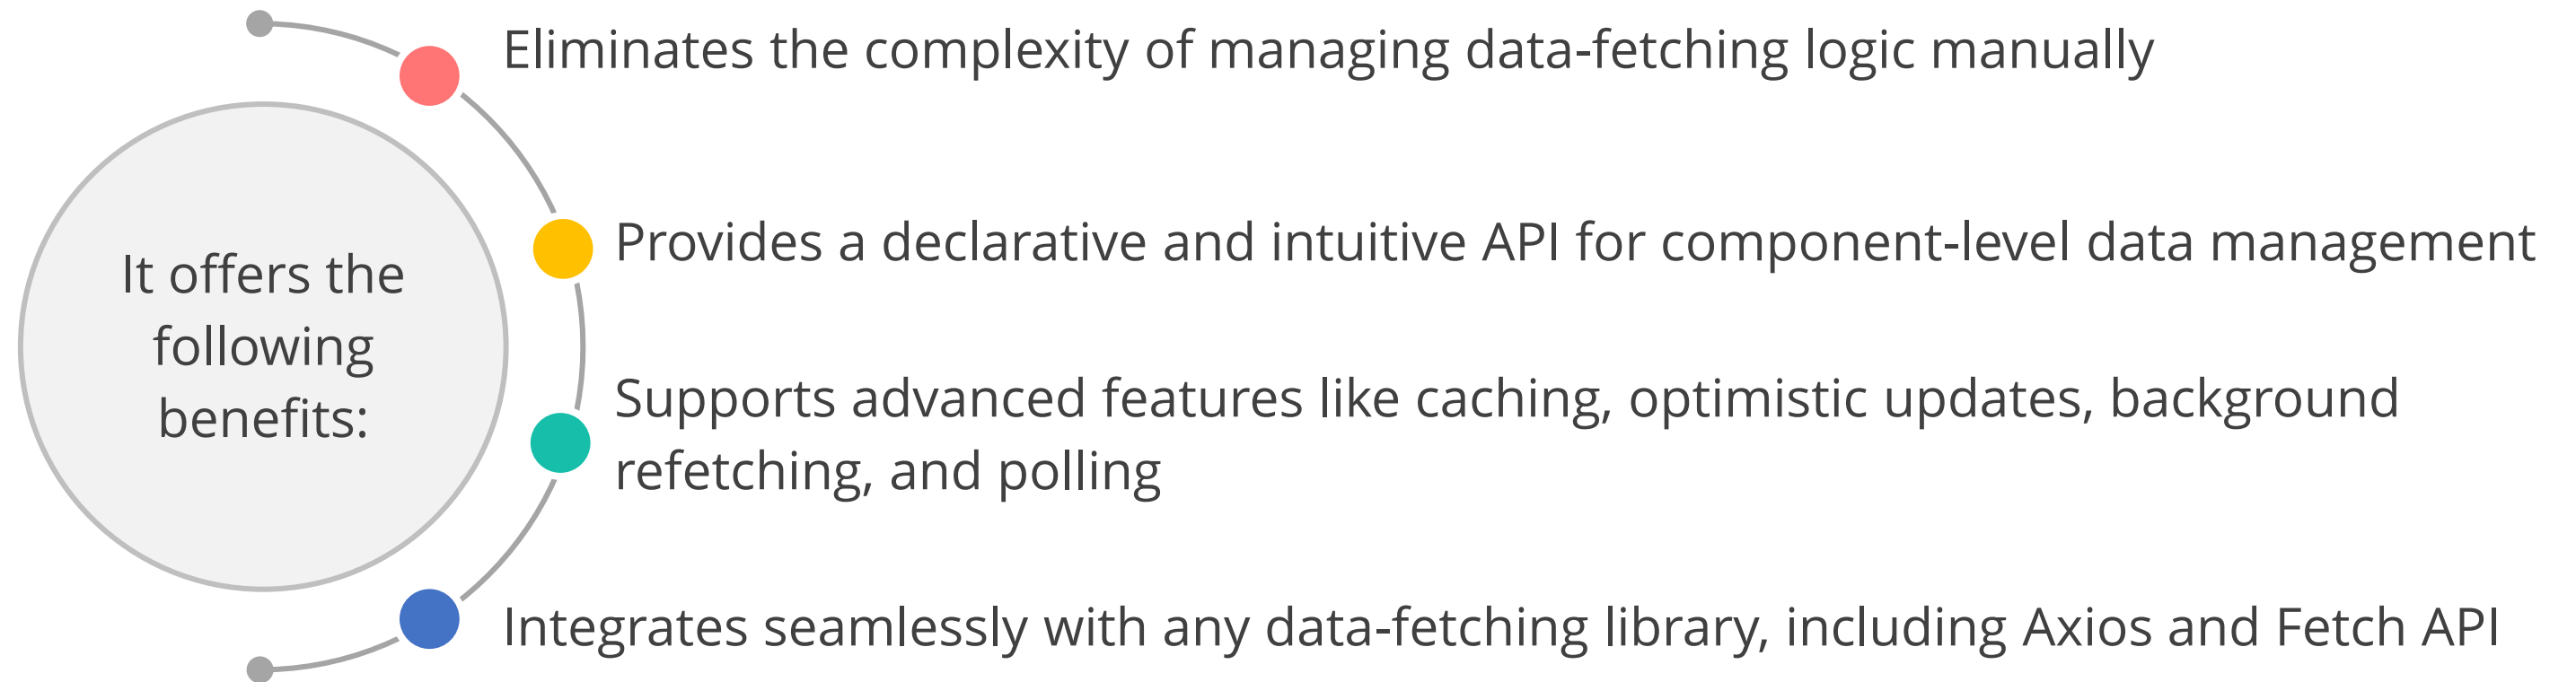 It offers the
following
benefits:
Eliminates the complexity of managing data-fetching logic manually
Provides a declarative and intuitive API for component-level data management
Supports advanced features like caching, optimistic updates, background
refetching, and polling
Integrates seamlessly with any data-fetching library, including Axios and Fetch API